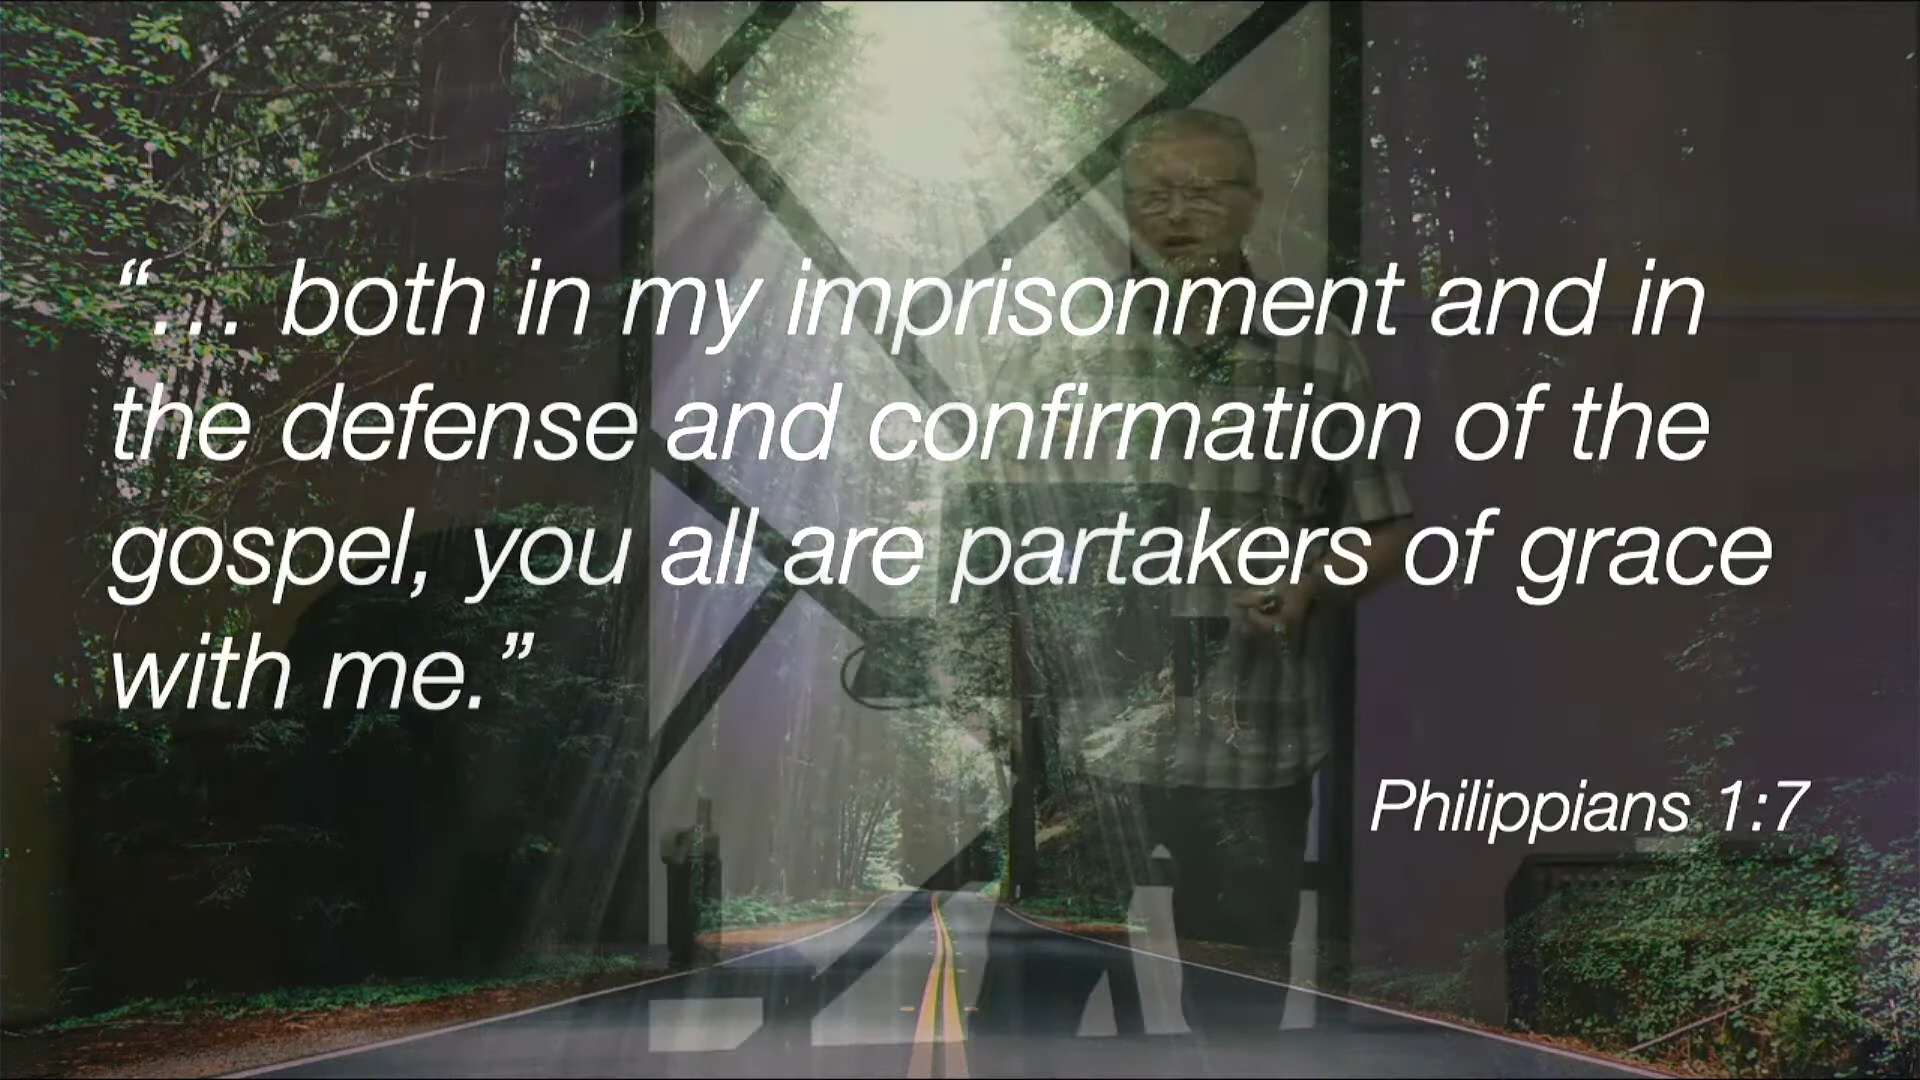 “… both in my imprisonment and in
the defense and confirmation of the
gospel, you all are partakers of grace
with me.”
Philippians 1:7